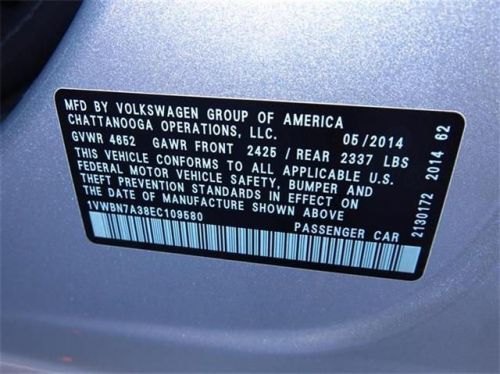 MFD BY VOLKSWAGEN GROUP OF AMERICA
CHATTANOOGA OPERATIONS, LLC. 05/2014
GVWR 4652 GAWR FRONT 2425 / REAR 2337 LBS
THIS VEHICLE CONFORMS TO ALL APPLICABLE U.S.
FEDERAL MOTOR VEHICLE SAFETY, BUMPER AND
THEFT PREVENTION STANDARDS IN EFFECT ON
THE DATE OF MANUFACTURE SHOWN ABOVE
1VWBN7A38EC109580
PASSENGER CAR
2130172 2014 62